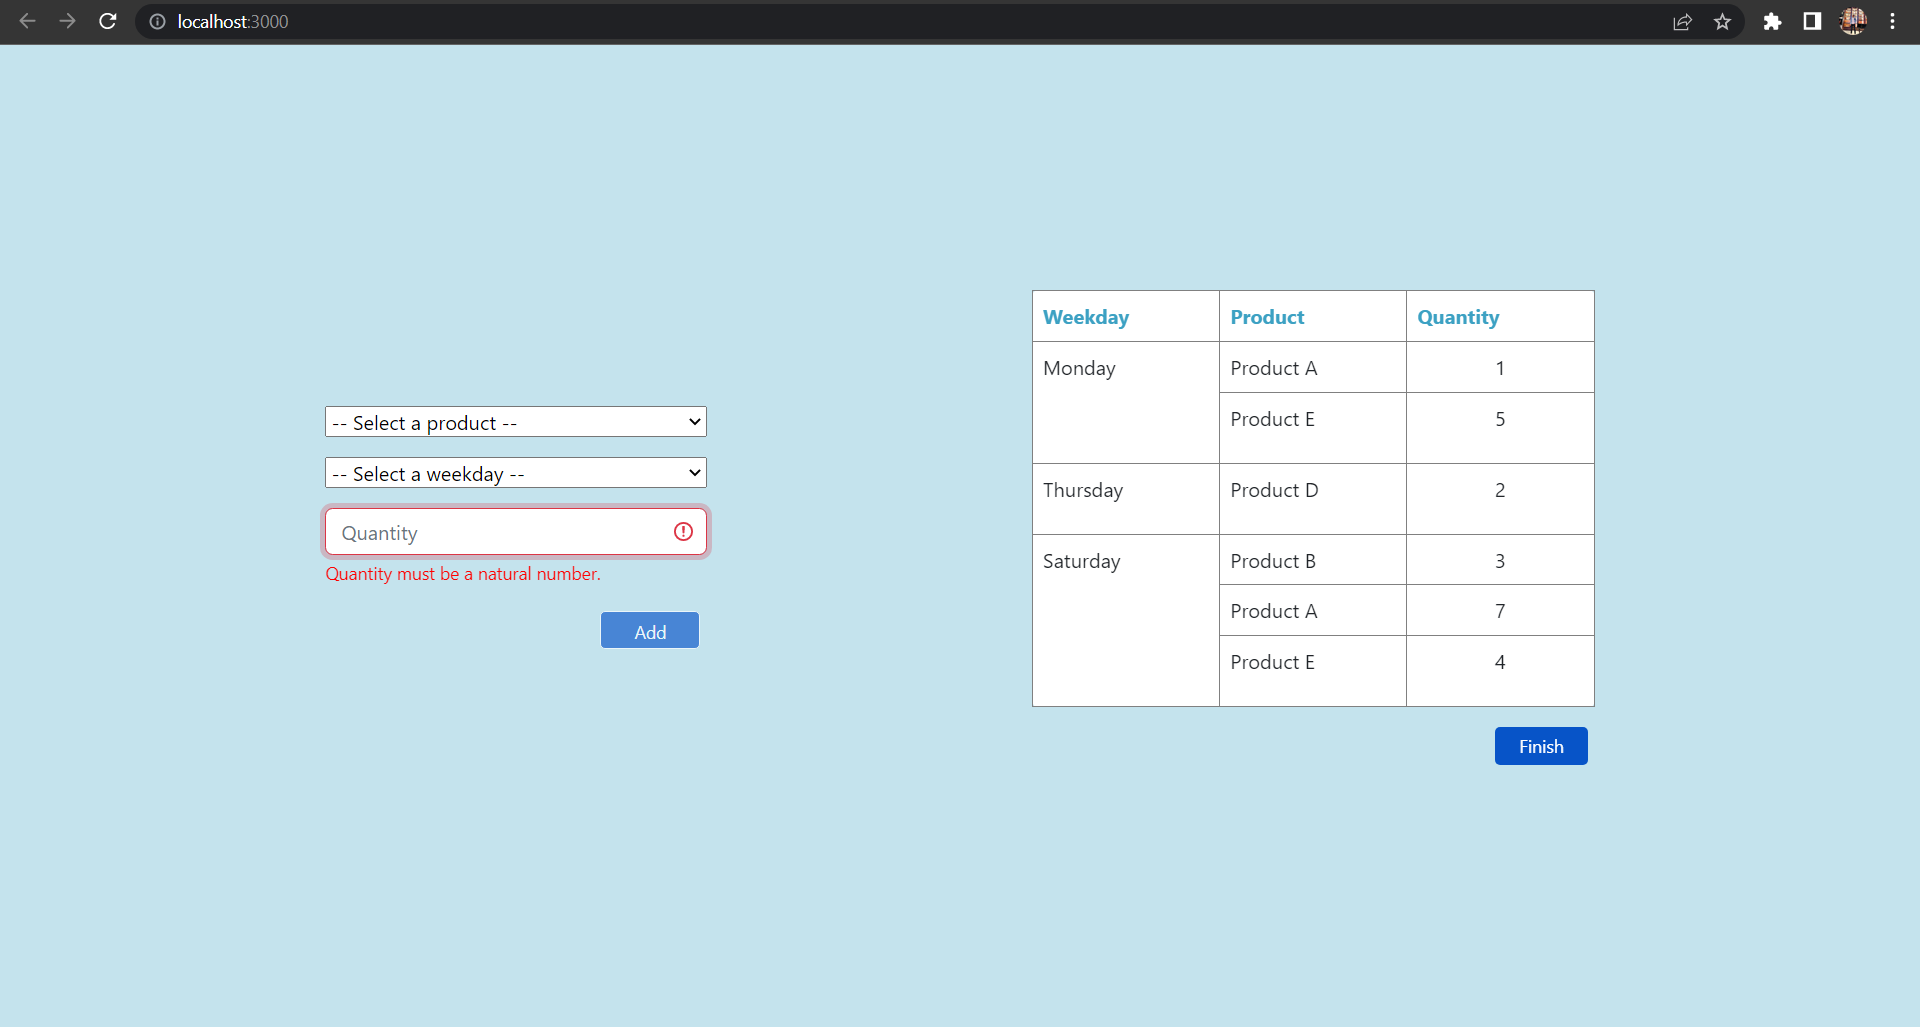 localhost:3000
-- Select a product --
-- Select a weekday --
Quantity
Quantity must be a natural number.
Add
Weekday Product Quantity
Monday Product A 1
Product E 5
Thursday Product D 2
Saturday Product B 3
Product A 7
Product E 4
Finish